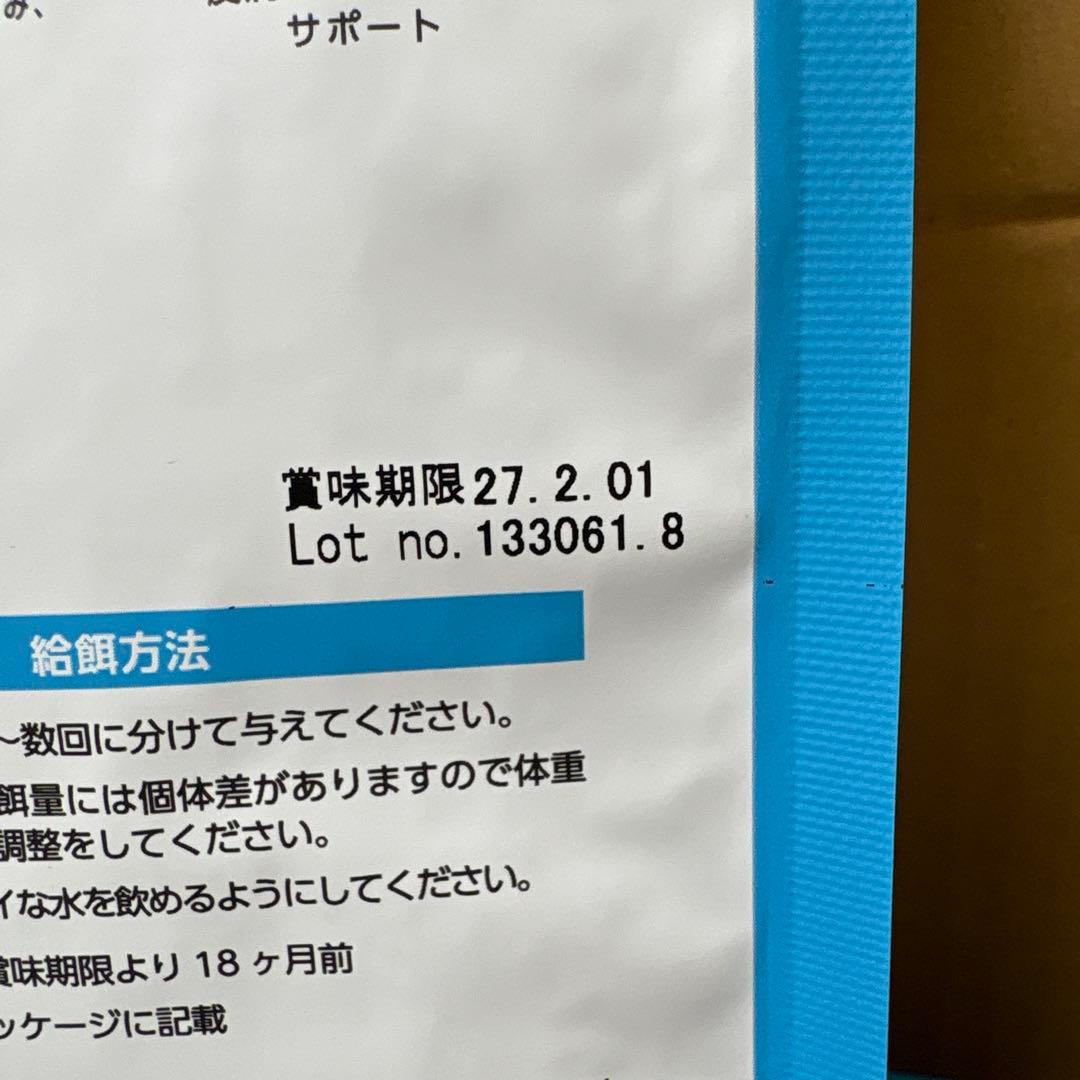 み、
サポート
賞味期限27.2.01
Lot no.133061.8
給餌方法
～数回に分けて与えてください。
餌量には個体差がありますので体重
調整をしてください。
イな水を飲めるようにしてください。
賞味期限より18ヶ月前
ッケージに記載